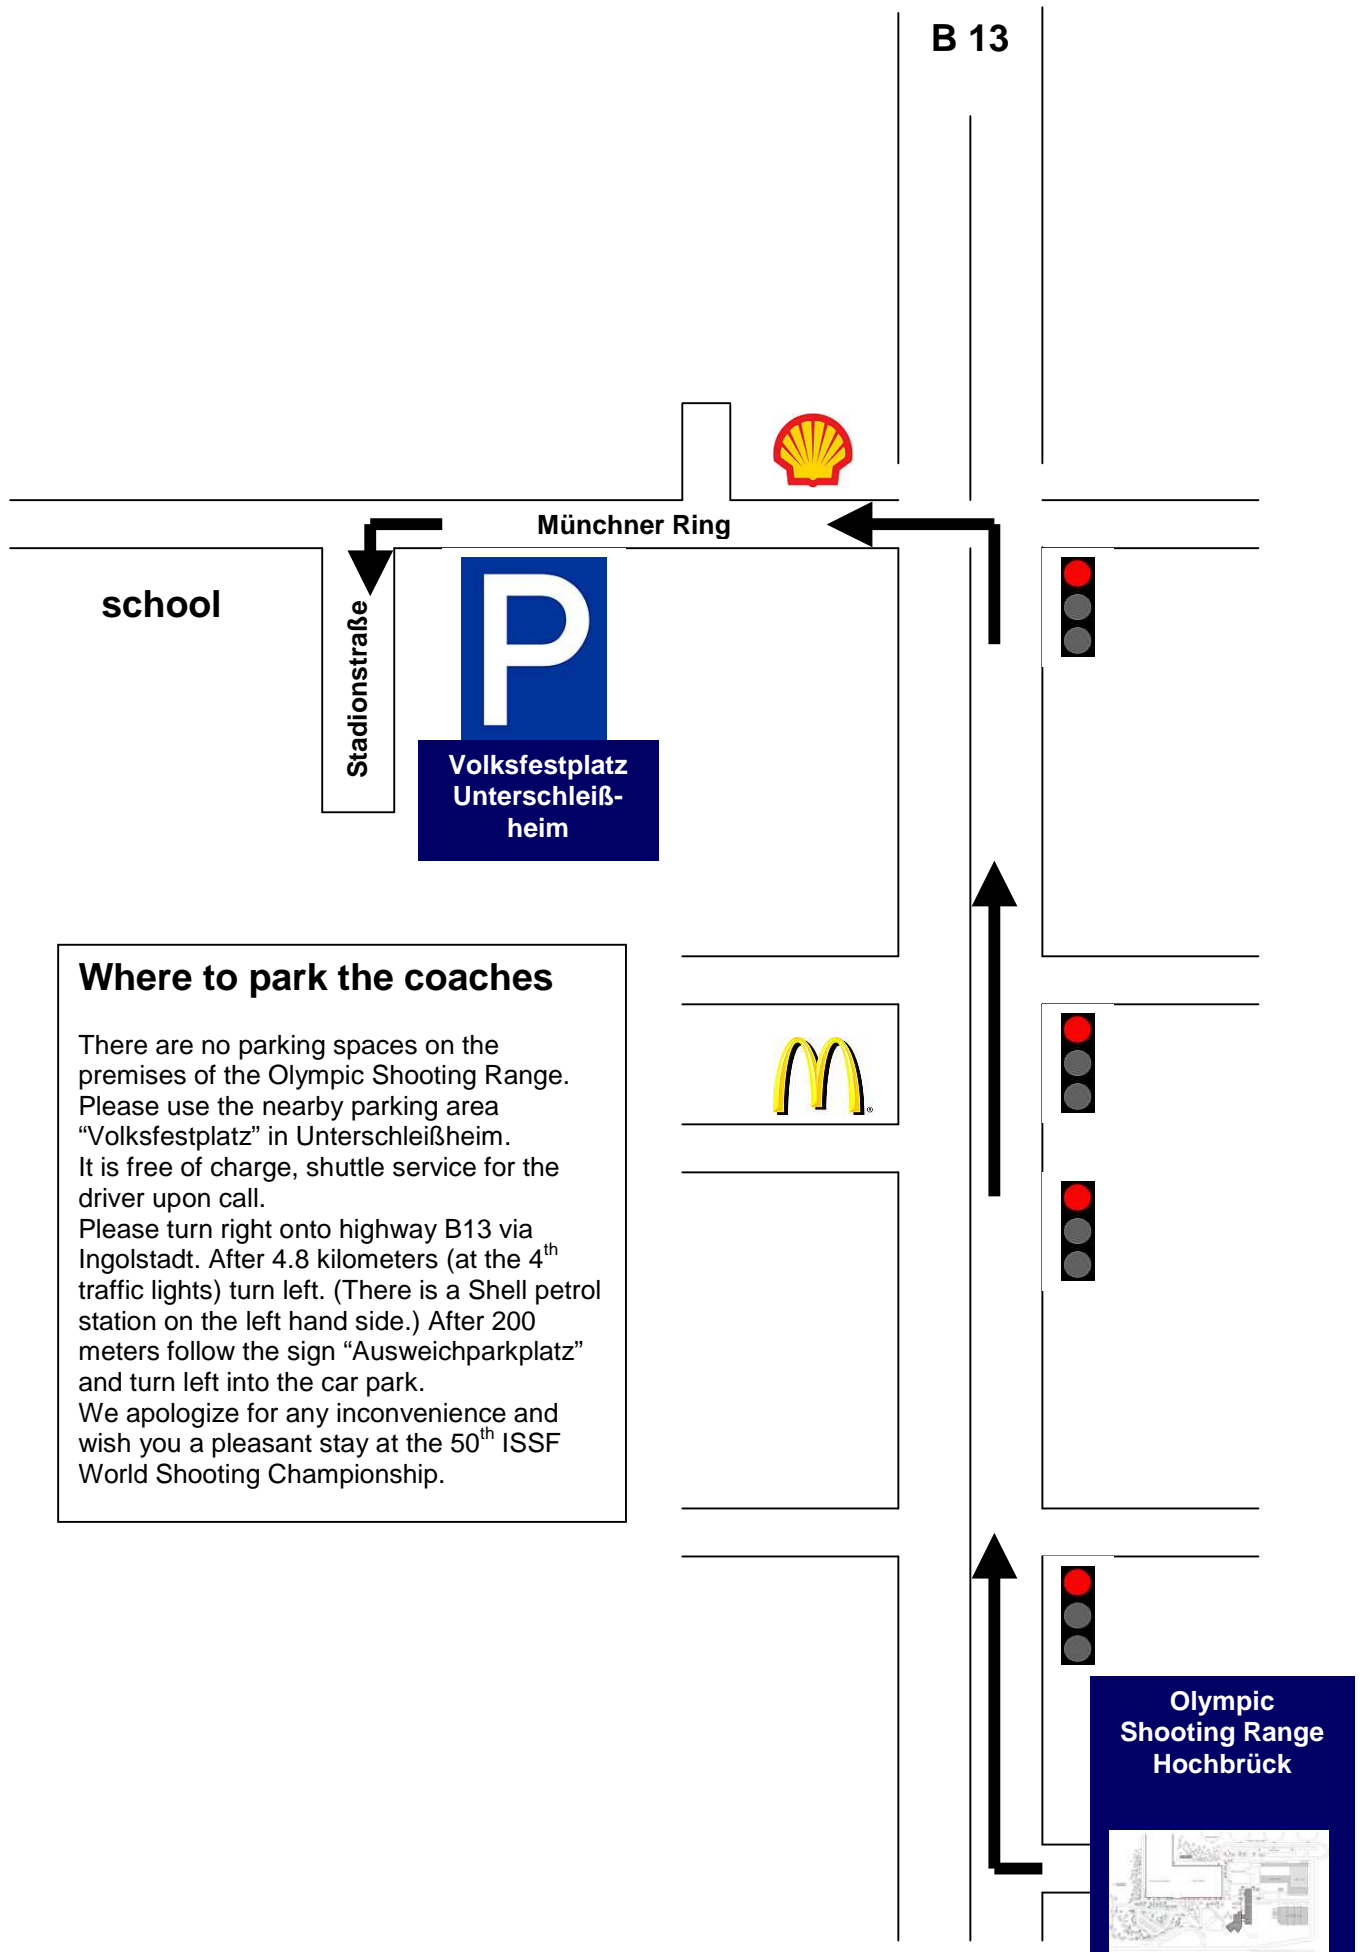 B 13
Münchner Ring
school
Stadionstraße
P
Volksfestplatz
Unterschleiß-
heim
Where to park the coaches
There are no parking spaces on the
premises of the Olympic Shooting Range.
Please use the nearby parking area
“Volksfestplatz” in Unterschleißheim.
It is free of charge, shuttle service for the
driver upon call.
Please turn right onto highway B13 via
Ingolstadt. After 4.8 kilometers (at the 4th
traffic lights) turn left. (There is a Shell petrol
station on the left hand side.) After 200
meters follow the sign “Ausweichparkplatz”
and turn left into the car park.
We apologize for any inconvenience and
wish you a pleasant stay at the 50th ISSF
World Shooting Championship.
Olympic
Shooting Range
Hochbrück